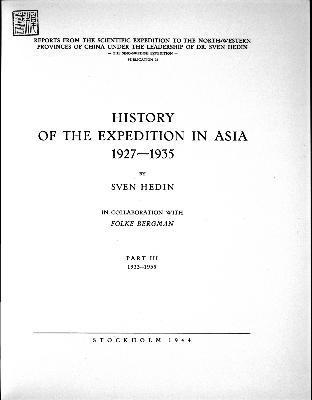 REPORTS FROM THE SCIENTIFIC EXPEDITION TO THE NORTH-WESTERN
PROVINCES OF CHINA UNDER THE LEADERSHIP OF DR. SVEN HEDIN
— THE SINO-SWEDISH EXPEDITION —
PUBLICATION
HISTORY
OF THE EXPEDITION IN ASIA
1927—1935
BY
SVEN HEDIN
IN COLLABORATION WITH
FOLKE BERGMAN
PART III
1933—1935
STOCKHOLM 1944